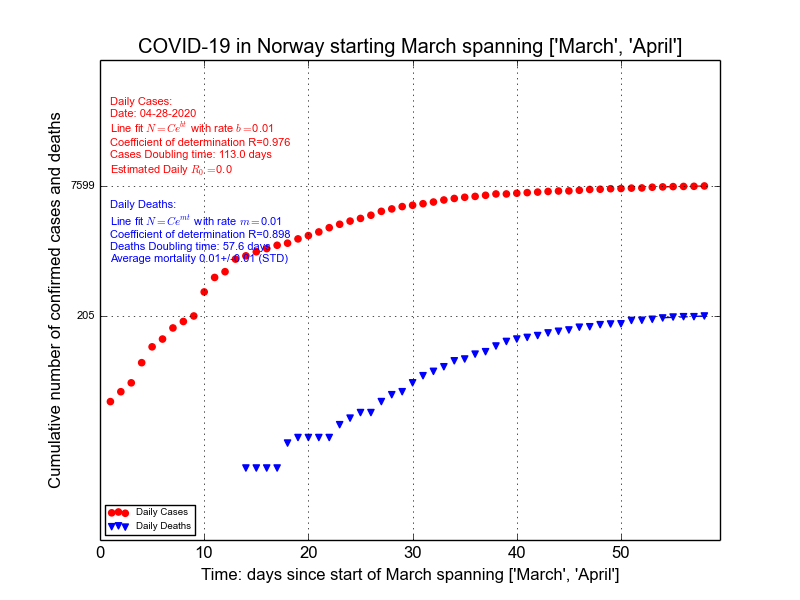 COVID-19 in Norway starting March spanning ['March', 'April']
Daily Cases:
Date: 04-28-2020
Line fit N = Ce^{bt} with rate b =0.01
Coefficient of determination R=0.976
Cases Doubling time: 113.0 days
Estimated Daily R_0 =0.0
7599
Daily Deaths:
Line fit N = Ce^{mt} with rate m =0.01
Coefficient of determination R=0.898
Deaths Doubling time: 57.6 days
Average mortality 0.01+/-0.01 (STD)
205
Cumulative number of confirmed cases and deaths
Daily Cases
Daily Deaths
0 10 20 30 40 50
Time: days since start of March spanning ['March', 'April']